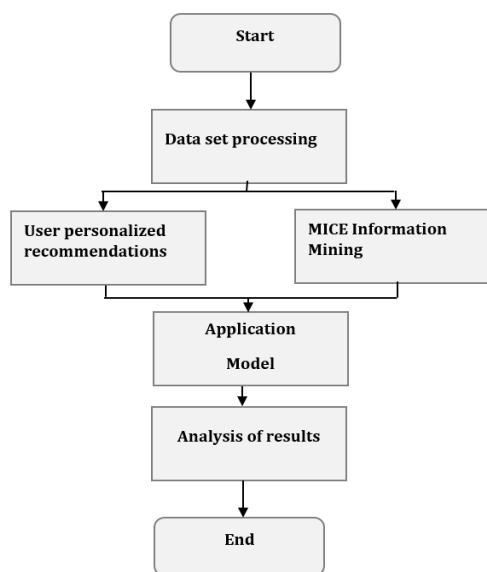 Start
Data set processing
User personalized
recommendations
MICE Information
Mining
Application
Model
Analysis of results
End